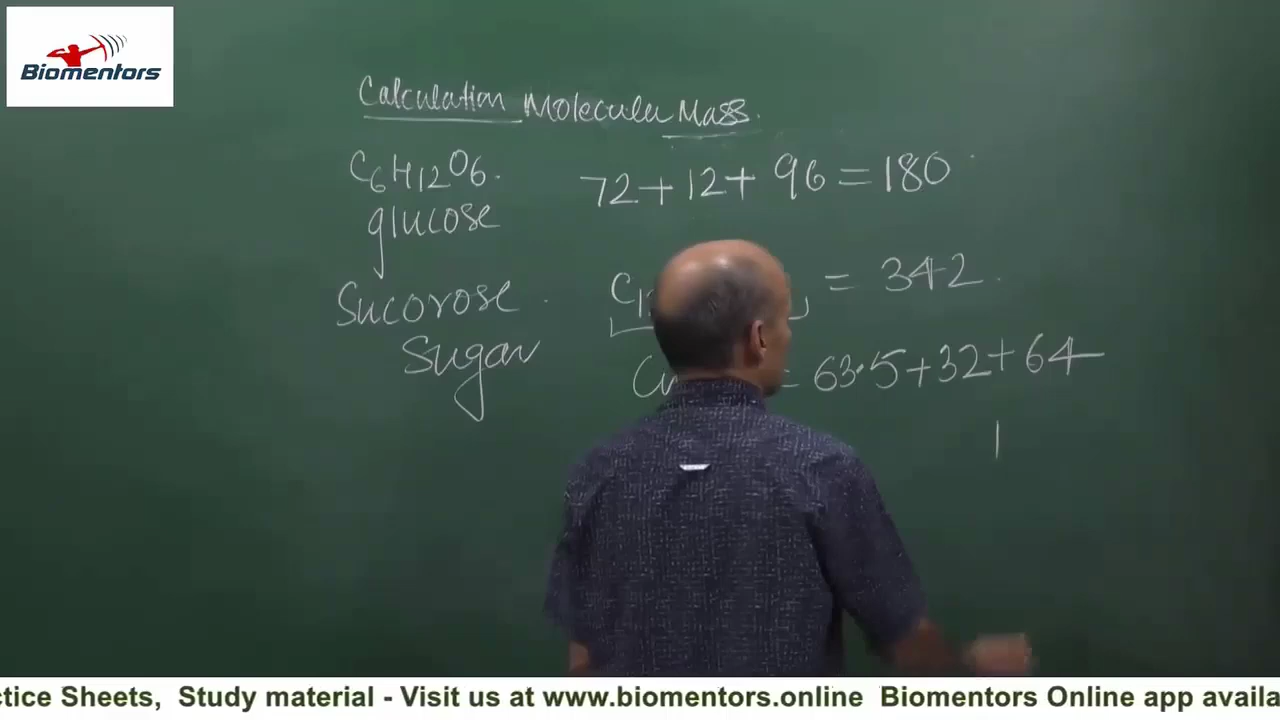 Biomentors
Calculation Molecular Mass.
C6H12O6. 72+12+ 96 =180
glucose
Sucorose = 342
Sugar = 63.5+32+64
ctice Sheets, Study material - Visit us at www.biomentors.online Biomentors Online app availa